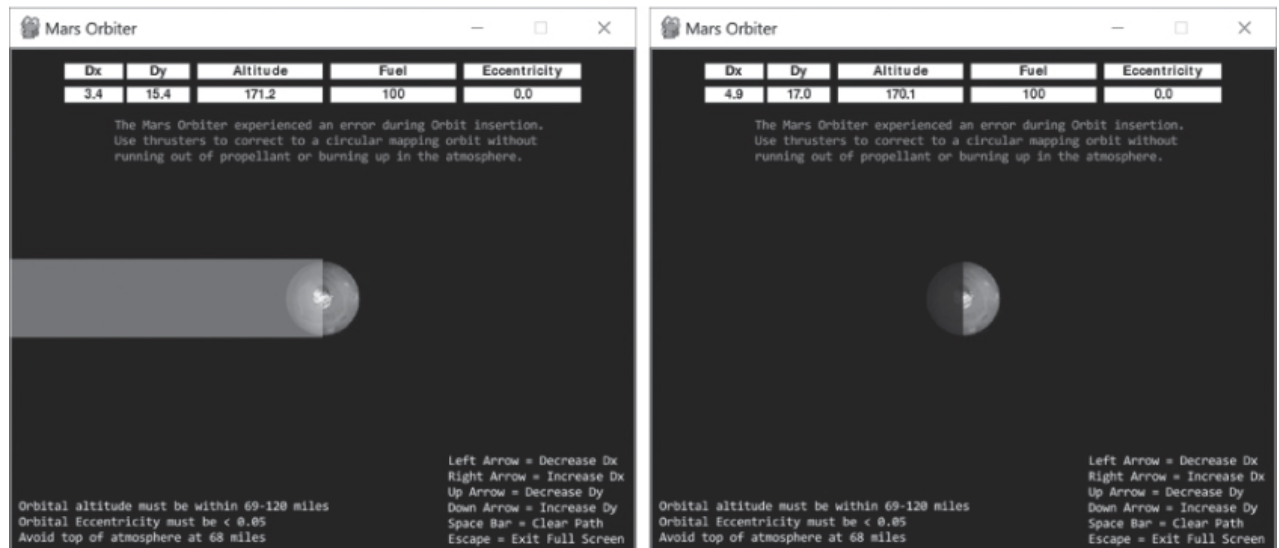 Mars Orbiter
Dx Dy Altitude Fuel Eccentricity
3.4 15.4 171.2 100 0.0
The Mars Orbiter experienced an error during Orbit insertion.
Use thrusters to correct to a circular mapping orbit without
running out of propellant or burning up in the atmosphere.
Left Arrow = Decrease Dx
Right Arrow = Increase Dx
Up Arrow = Decrease Dy
Down Arrow = Increase Dy
Space Bar = Clear Path
Escape = Exit Full Screen
Orbital altitude must be within 69-120 miles
Orbital Eccentricity must be < 0.05
Avoid top of atmosphere at 68 miles
Mars Orbiter
Dx Dy Altitude Fuel Eccentricity
4.9 17.0 170.1 100 0.0
The Mars Orbiter experienced an error during Orbit insertion.
Use thrusters to correct to a circular mapping orbit without
running out of propellant or burning up in the atmosphere.
Left Arrow = Decrease Dx
Right Arrow = Increase Dx
Up Arrow = Decrease Dy
Down Arrow = Increase Dy
Space Bar = Clear Path
Escape = Exit Full Screen
Orbital altitude must be within 69-120 miles
Orbital Eccentricity must be < 0.05
Avoid top of atmosphere at 68 miles